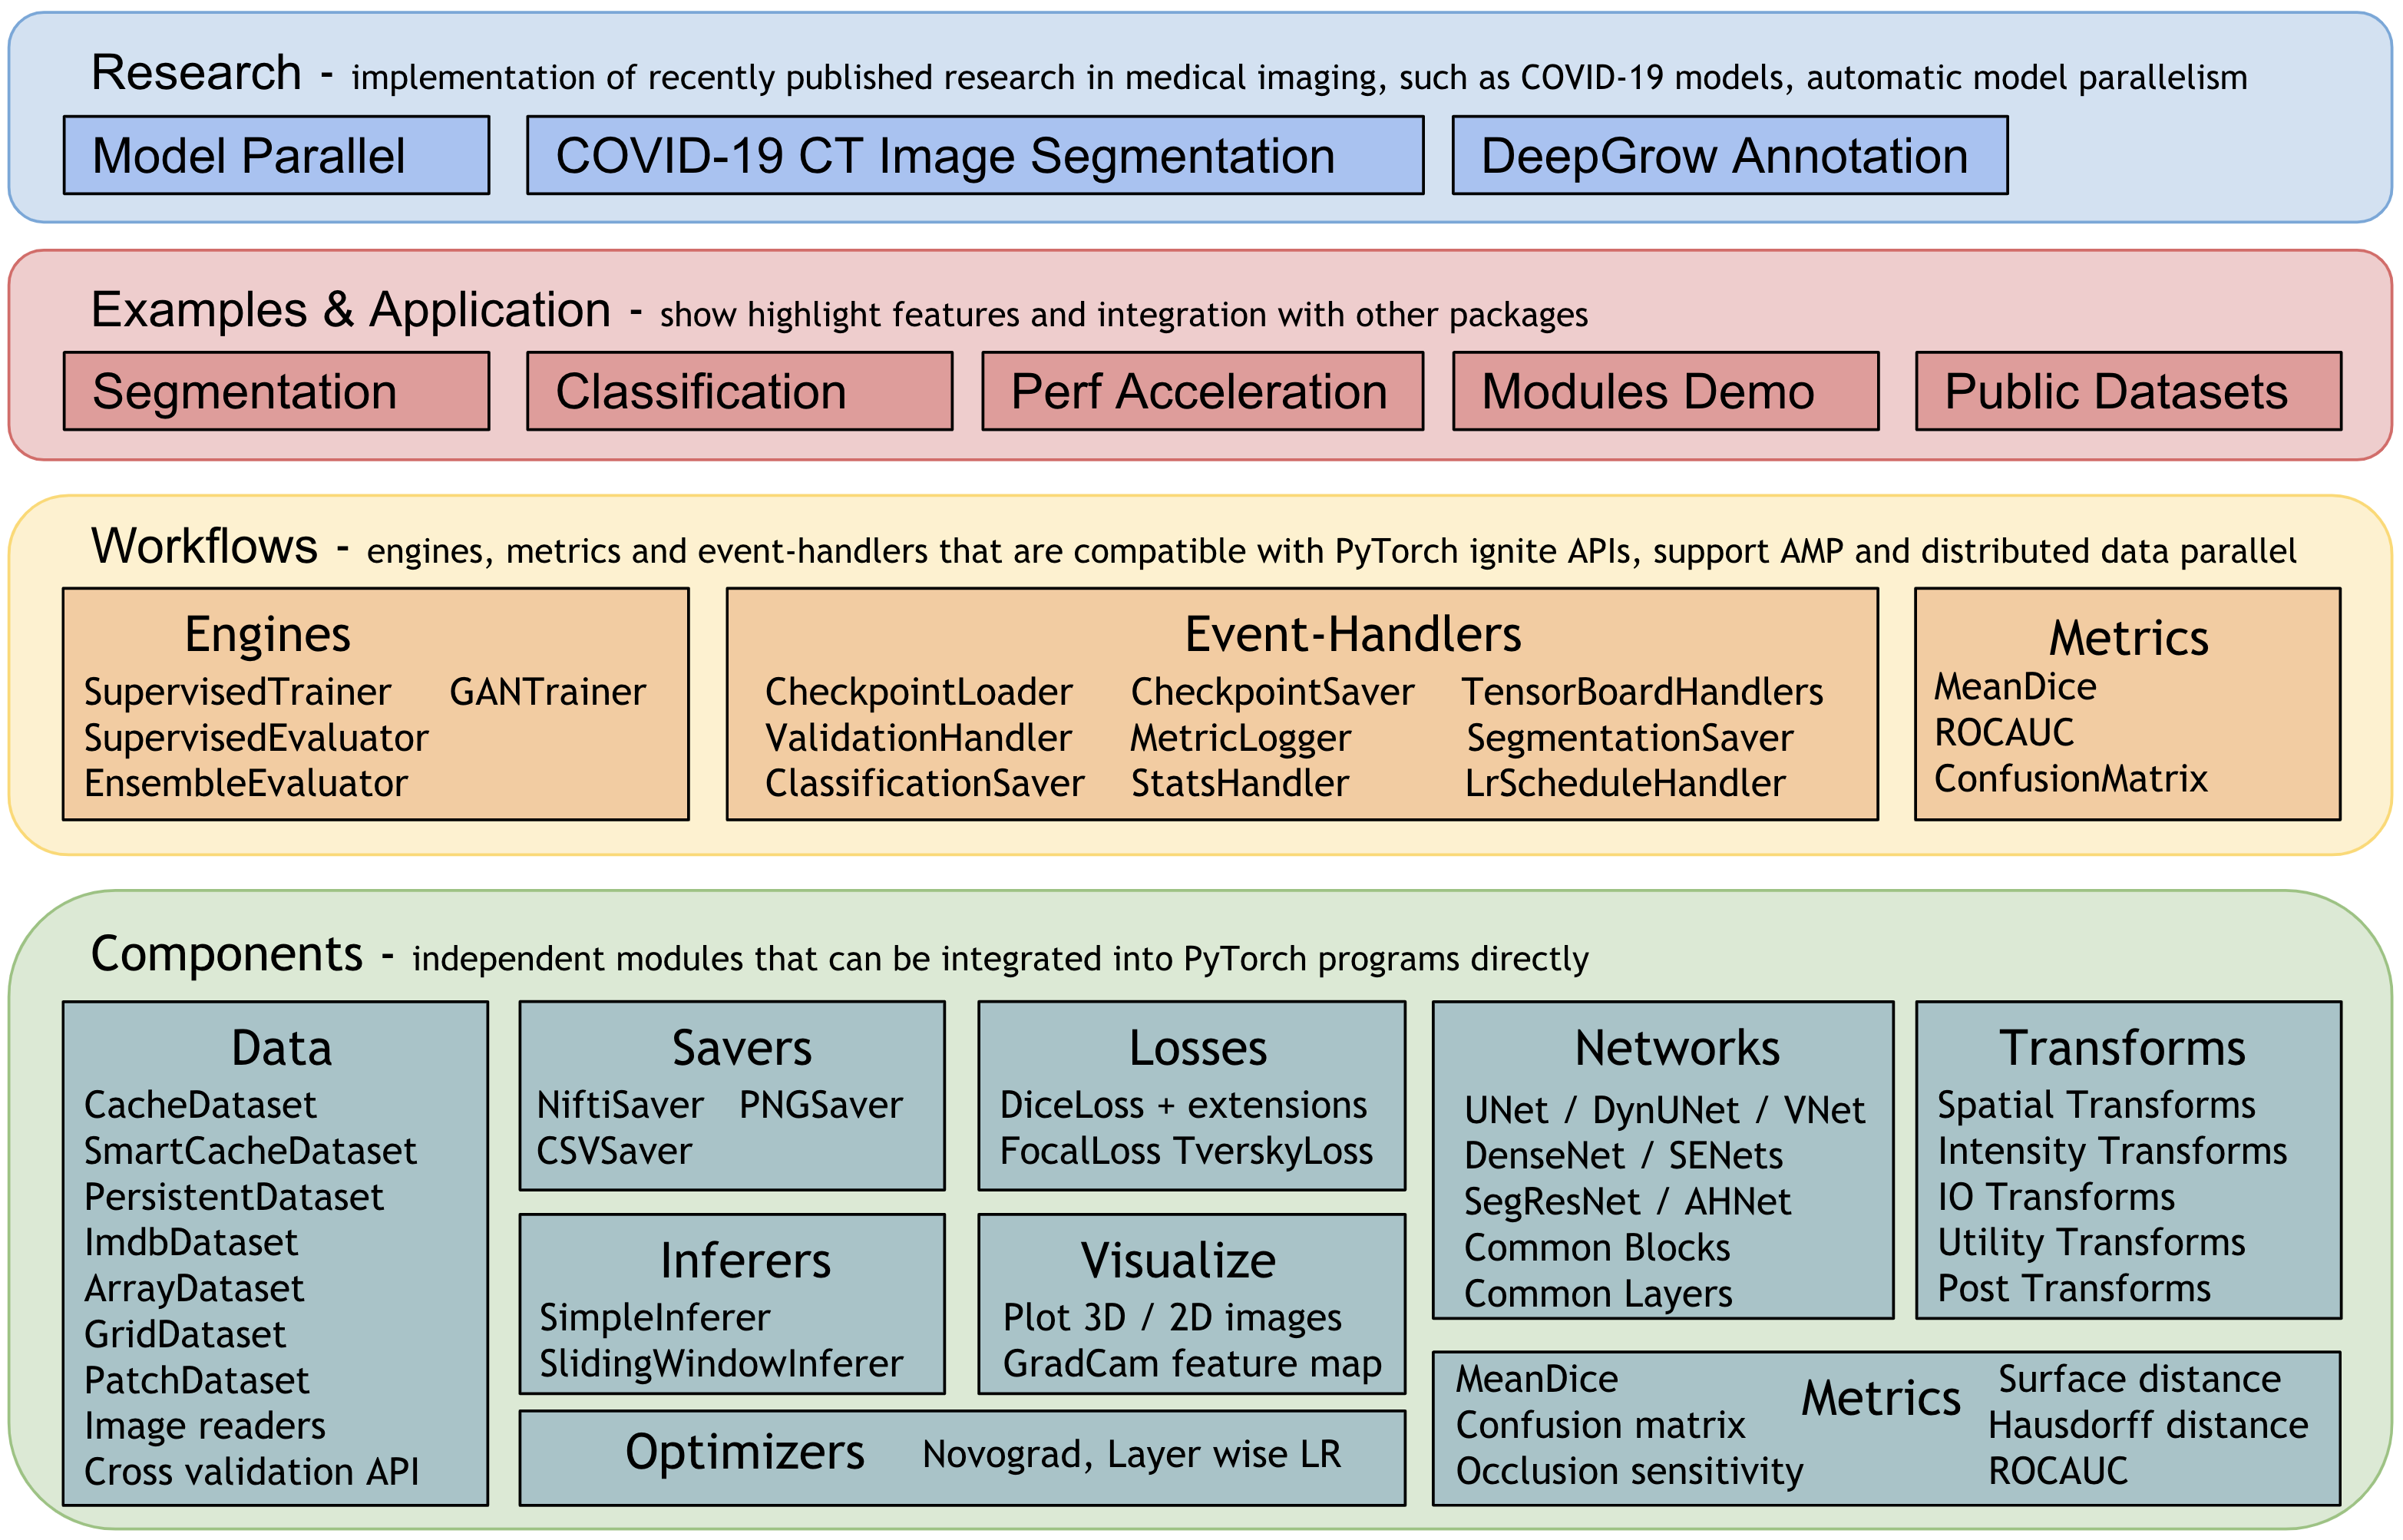 Research - implementation of recently published research in medical imaging, such as COVID-19 models, automatic model parallelism
Model Parallel
COVID-19 CT Image Segmentation
DeepGrow Annotation
Examples & Application - show highlight features and integration with other packages
Segmentation
Classification
Perf Acceleration
Modules Demo
Public Datasets
Workflows - engines, metrics and event-handlers that are compatible with PyTorch ignite APIs, support AMP and distributed data parallel
Engines
SupervisedTrainer GANTrainer
SupervisedEvaluator
EnsembleEvaluator
Event-Handlers
CheckpointLoader CheckpointSaver TensorBoardHandlers
ValidationHandler MetricLogger SegmentationSaver
ClassificationSaver StatsHandler LrScheduleHandler
Metrics
MeanDice
ROCAUC
ConfusionMatrix
Components - independent modules that can be integrated into PyTorch programs directly
Data
CacheDataset
SmartCacheDataset
PersistentDataset
ImdbDataset
ArrayDataset
GridDataset
PatchDataset
Image readers
Cross validation API
Savers
NiftiSaver PNGSaver
CSVSaver
Losses
DiceLoss + extensions
FocalLoss TverskyLoss
Networks
UNet / DynUNet / VNet
DenseNet / SENets
SegResNet / AHNet
Common Blocks
Common Layers
Transforms
Spatial Transforms
Intensity Transforms
IO Transforms
Utility Transforms
Post Transforms
Inferers
SimpleInferer
SlidingWindowInferer
Visualize
Plot 3D / 2D images
GradCam feature map
Optimizers Novograd, Layer wise LR
Metrics
MeanDice Surface distance
Confusion matrix Hausdorff distance
Occlusion sensitivity ROCAUC